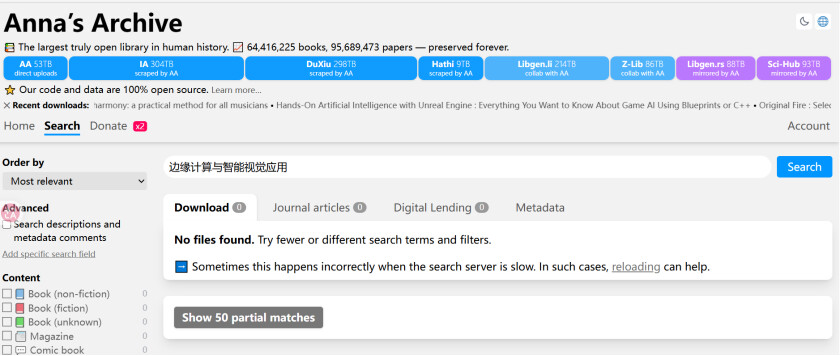 Anna's Archive
📚 The largest truly open library in human history. 📈 64,416,225 books, 95,689,473 papers — preserved forever.
AA 53TB
direct uploads
IA 304TB
scraped by AA
DuXiu 298TB
scraped by AA
Hathi 9TB
scraped by AA
Libgen.li 214TB
collab with AA
Z-Lib 86TB
collab with AA
Libgen.rs 88TB
mirrored by AA
Sci-Hub 93TB
mirrored by AA
⭐ Our code and data are 100% open source. Learn more...
Recent downloads: harmony: a practical method for all musicians • Hands-On Artificial Intelligence with Unreal Engine : Everything You Want to Know About Game AI Using Blueprints or C++ • Original Fire : Selec
Home Search Donate x2 Account
Order by
Most relevant
边缘计算与智能视觉应用 Search
Advanced
Search descriptions and metadata comments
Add specific search field
Download 0 Journal articles 0 Digital Lending 0 Metadata
No files found. Try fewer or different search terms and filters.
➡️ Sometimes this happens incorrectly when the search server is slow. In such cases, reloading can help.
Show 50 partial matches
Content
Book (non-fiction) 0
Book (fiction) 0
Book (unknown) 0
Magazine 0
Comic book 0